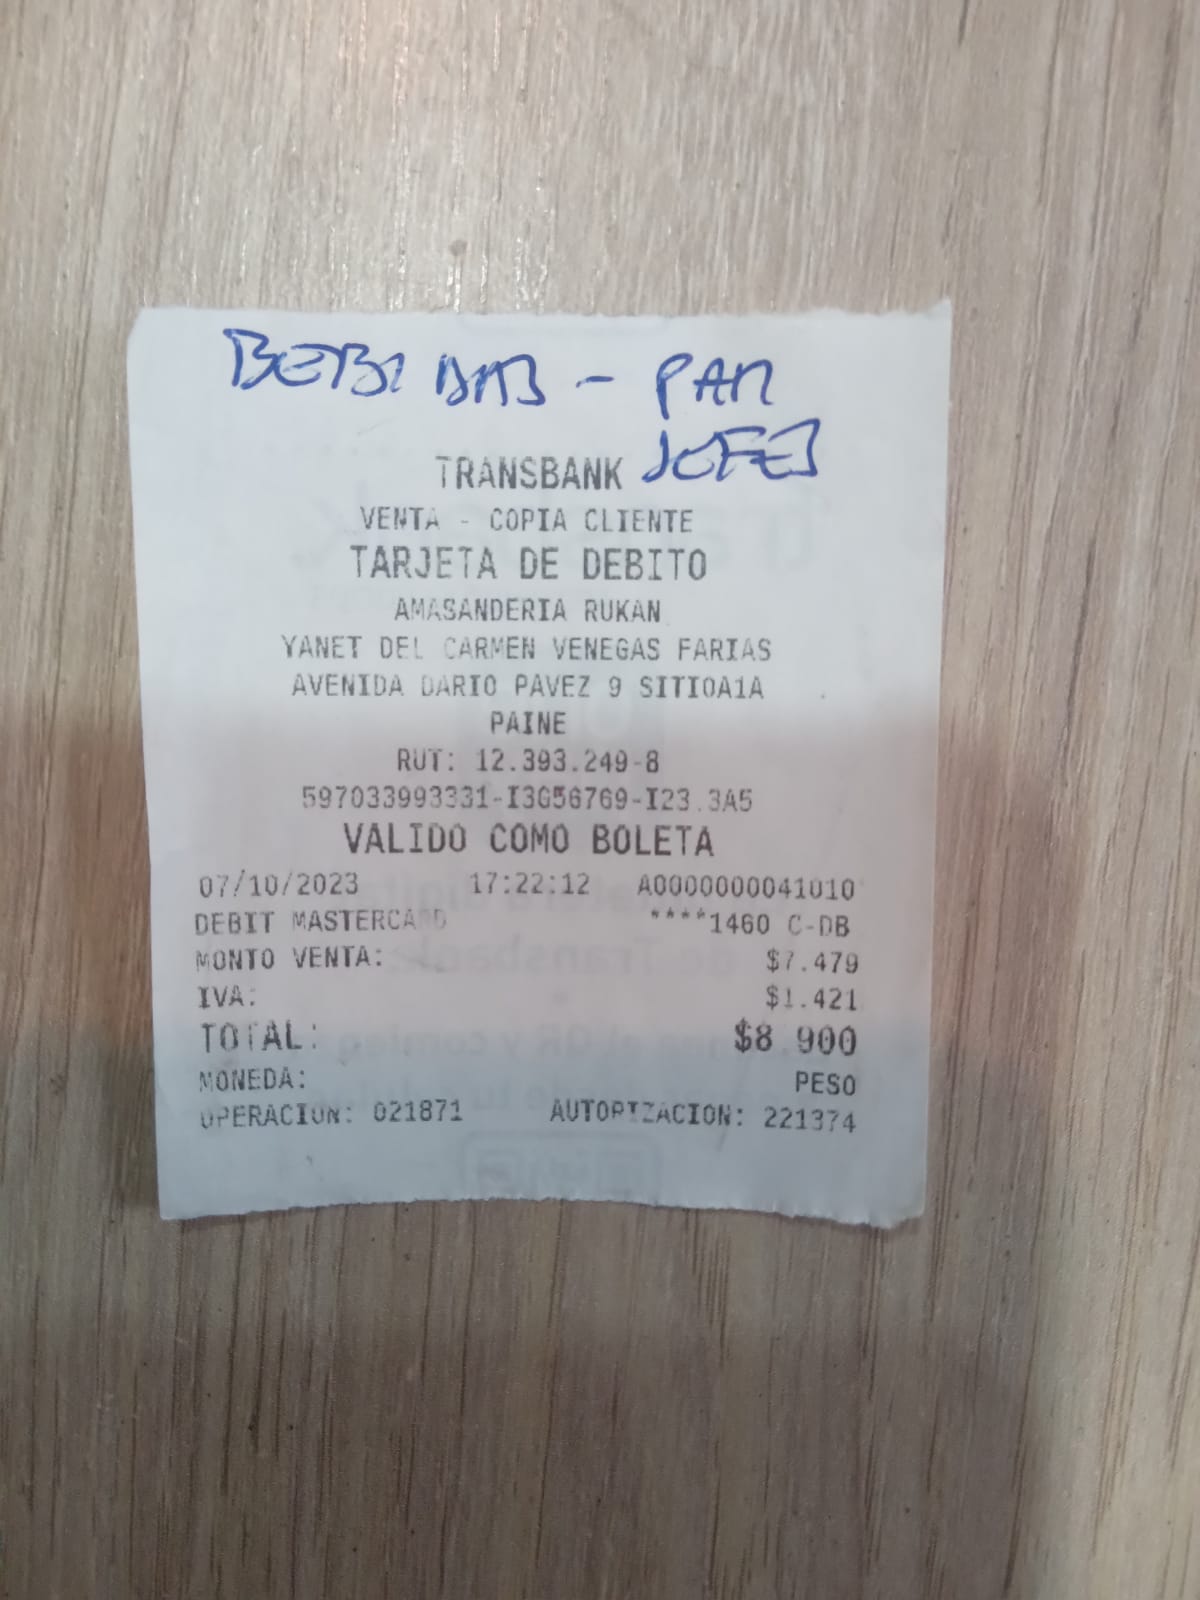 BEBIDAS - PAN
JEFES
TRANSBANK
VENTA - COPIA CLIENTE
TARJETA DE DEBITO
AMASANDERIA RUKAN
YANET DEL CARMEN VENEGAS FARIAS
AVENIDA DARIO PAVEZ 9 SITIOA1A
PAINE
RUT: 12.393.249-8
597033993331-I3G56769-I23.3A5
VALIDO COMO BOLETA
07/10/2023 17:22:12 A0000000041010
DEBIT MASTERCARD ****1460 C-DB
MONTO VENTA: $7.479
IVA: $1.421
TOTAL: $8.900
MONEDA: PESO
OPERACION: 021871 AUTORIZACION: 221374